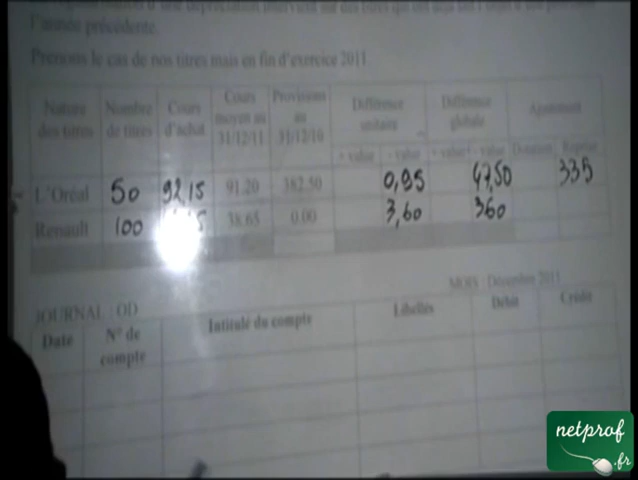 l'année précédente.
Prenons le cas de nos titres mais en fin d'exercice 2011.
Nature des titres Nombre de titres Cours d'achat Cours moyen au 31/12/11 Provisions au 31/12/10 Différence unitaire Différence globale Ajustement
+ value - value + value - value Dotation Reprise
L'Oréal 50 92,15 91.20 382.50 0,95 47,50 335
Renault 100 38.65 0.00 3,60 360
MOIS : Décembre 2011
JOURNAL : OD
Date N° de compte Intitulé du compte Libellés Débit Crédit
netprof
.fr